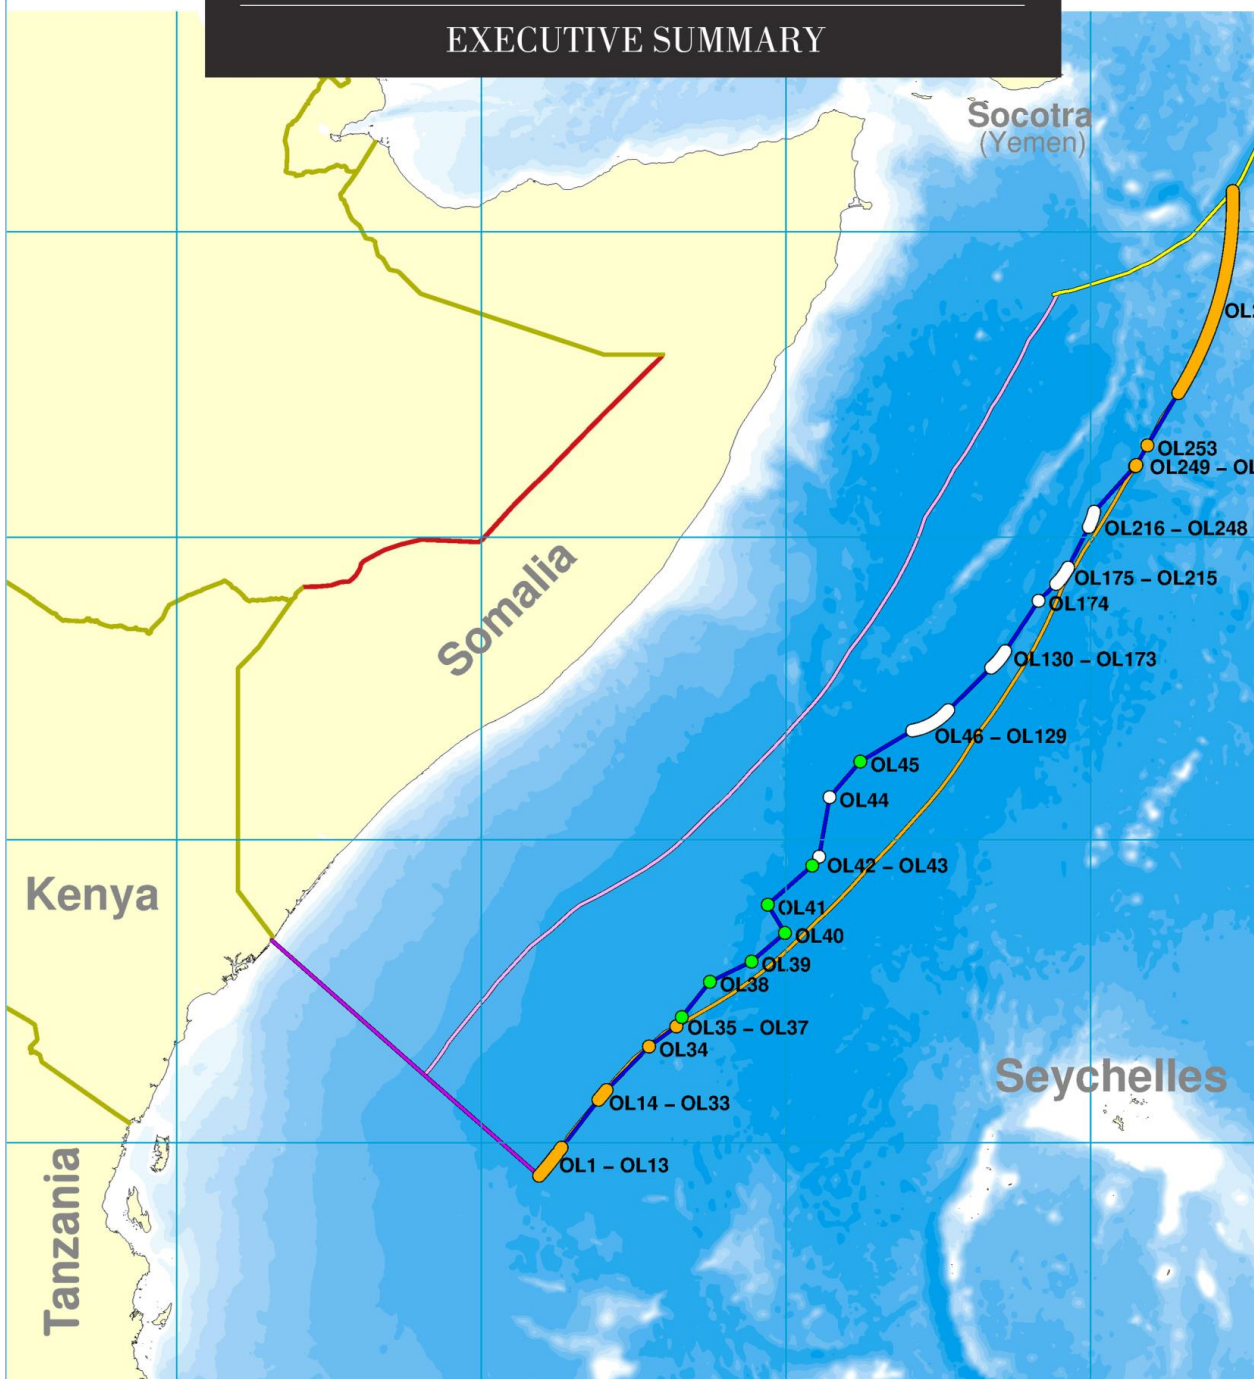 EXECUTIVE SUMMARY
Socotra
(Yemen)
OL253
OL216 – OL248
OL175 – OL215
OL174
Somalia
OL130 – OL173
OL46 – OL129
OL45
OL44
OL42 – OL43
Kenya
OL41
OL40
OL39
OL38
OL35 – OL37
OL34
Seychelles
OL14 – OL33
OL1 – OL13
Tanzania
OL249 –